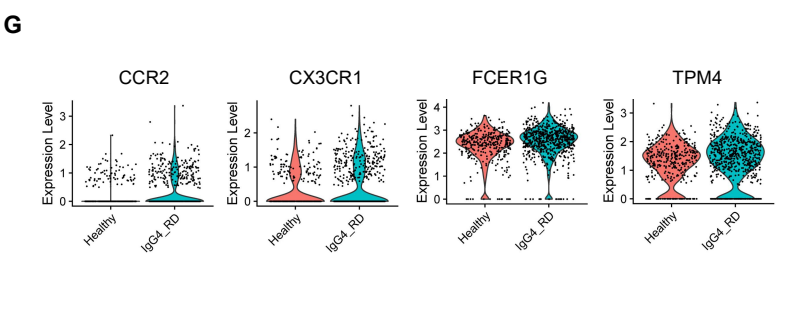 G
CCR2
CX3CR1
FCER1G
TPM4
Expression Level
3
2
1
0
Healthy
IgG4_RD
Expression Level
2
1
0
Healthy
IgG4_RD
Expression Level
4
3
2
1
0
Healthy
IgG4_RD
Expression Level
3
2
1
0
Healthy
IgG4_RD